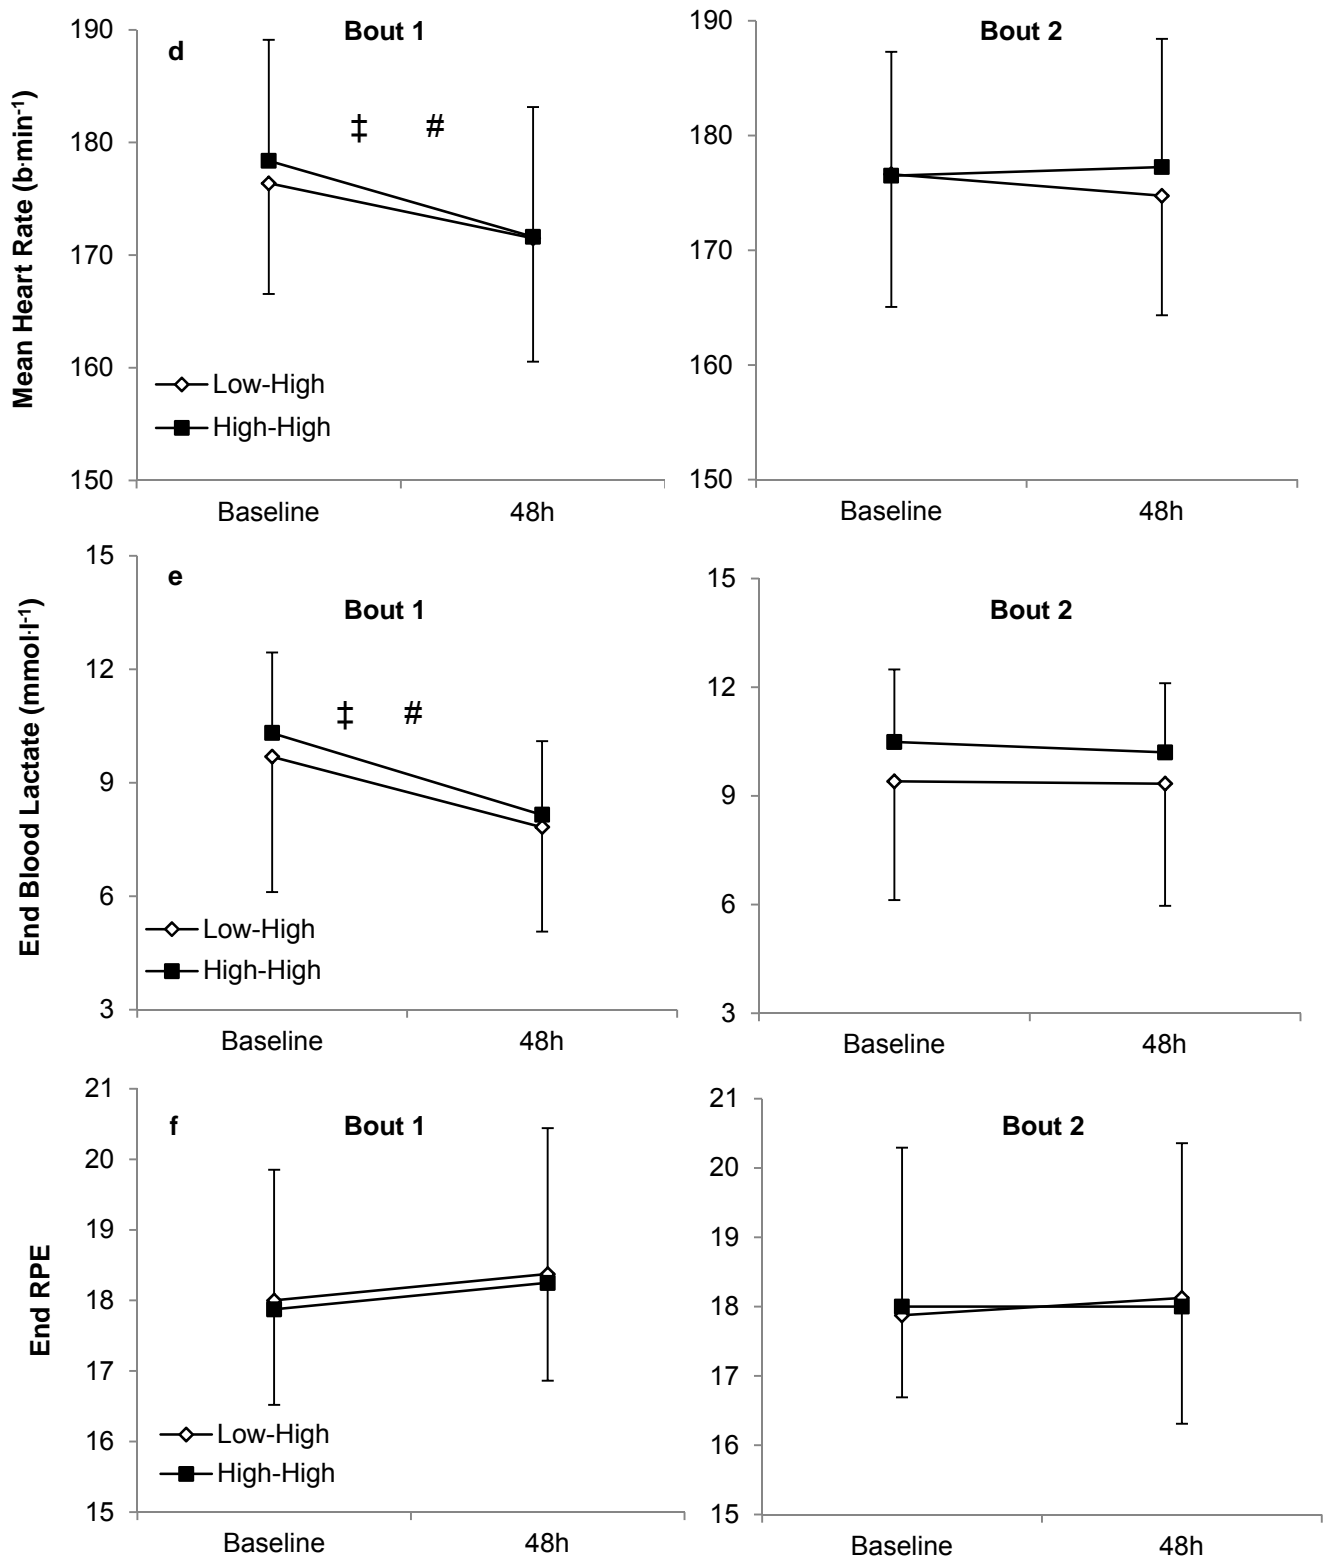 d
Bout 1
Mean Heart Rate (b·min⁻¹)
190
180
170
160
150
‡ #
Low-High
High-High
Baseline 48h
Bout 2
190
180
170
160
150
Baseline 48h
e
Bout 1
End Blood Lactate (mmol·l⁻¹)
15
12
9
6
3
‡ #
Low-High
High-High
Baseline 48h
Bout 2
15
12
9
6
3
Baseline 48h
f
Bout 1
End RPE
21
20
19
18
17
16
15
Low-High
High-High
Baseline 48h
Bout 2
21
20
19
18
17
16
15
Baseline 48h